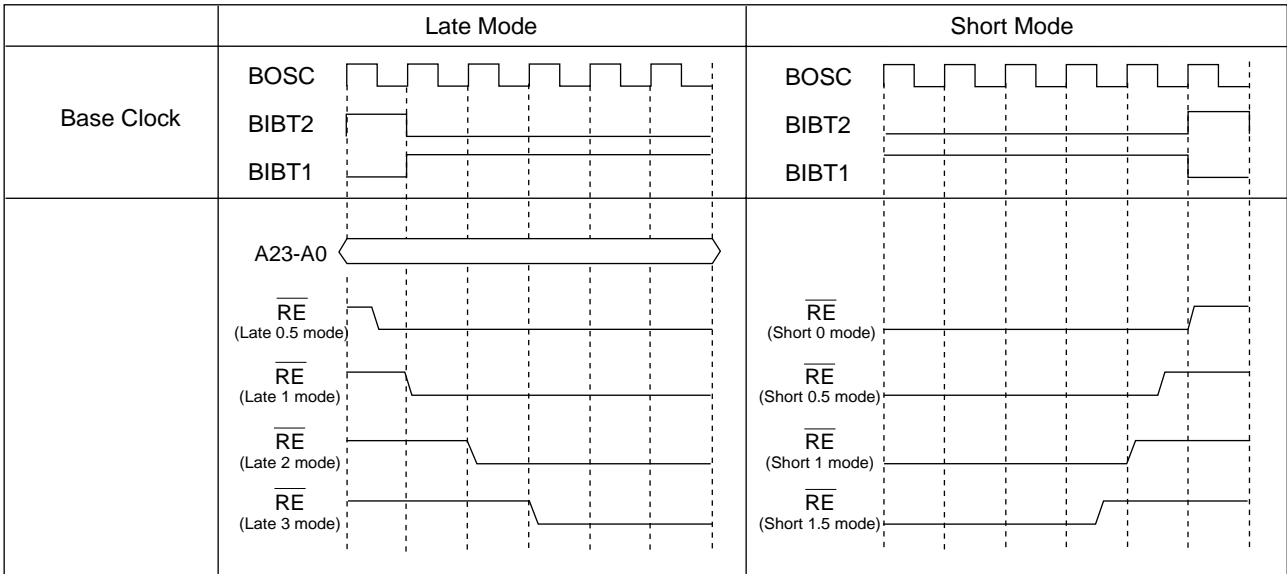 Late Mode
Short Mode
Base Clock
BOSC
BIBT2
BIBT1
BOSC
BIBT2
BIBT1
A23-A0
RE
(Late 0.5 mode)
RE
(Late 1 mode)
RE
(Late 2 mode)
RE
(Late 3 mode)
RE
(Short 0 mode)
RE
(Short 0.5 mode)
RE
(Short 1 mode)
RE
(Short 1.5 mode)